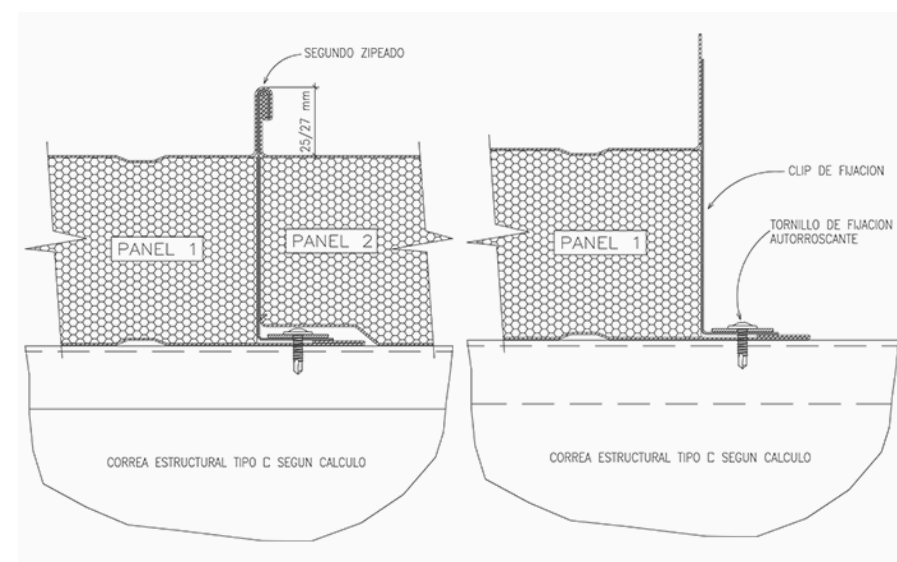 SEGUNDO ZIPEADO
25/27 mm
PANEL 1
PANEL 2
CORREA ESTRUCTURAL TIPO C SEGUN CALCULO
CLIP DE FIJACION
TORNILLO DE FIJACION
AUTORROSCANTE
PANEL 1
CORREA ESTRUCTURAL TIPO C SEGUN CALCULO